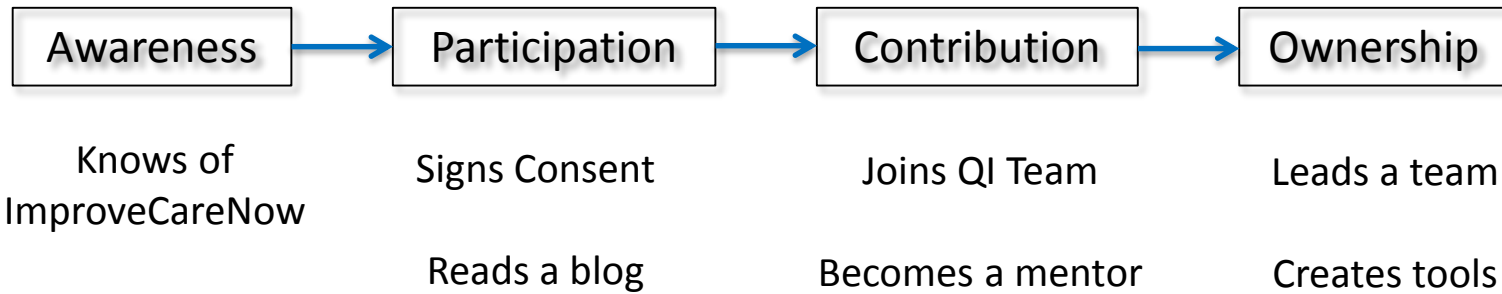 Awareness
Participation
Contribution
Ownership
Knows of
ImproveCareNow
Signs Consent
Joins QI Team
Leads a team
Reads a blog
Becomes a mentor
Creates tools